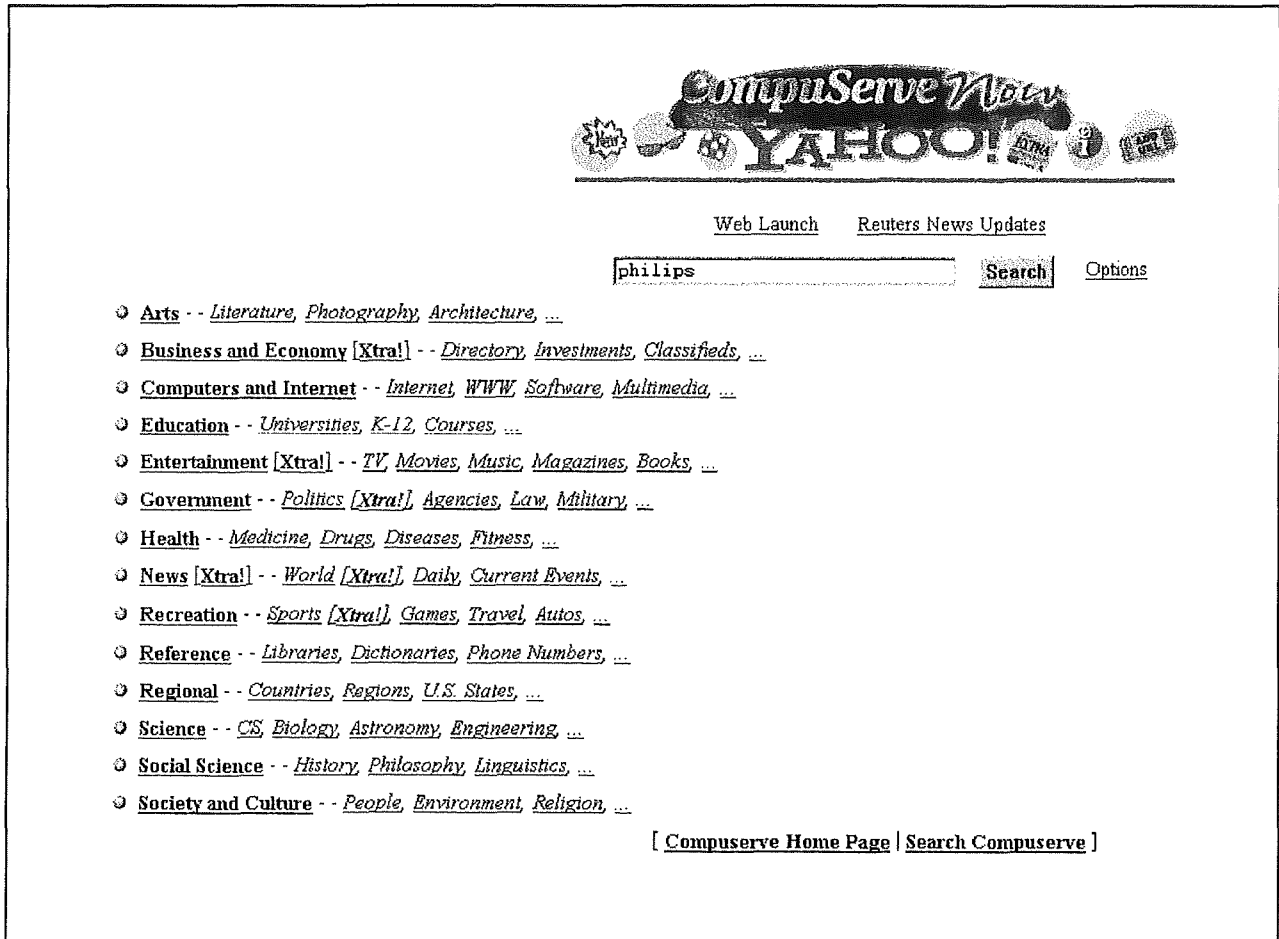 CompuServe Now
New YAHOO! XTRA i ADD URL
Web Launch Reuters News Updates
philips Search Options
Arts - - Literature, Photography, Architecture, ...
Business and Economy [Xtra!] - - Directory, Investments, Classifieds, ...
Computers and Internet - - Internet, WWW, Software, Multimedia, ...
Education - - Universities, K-12, Courses, ...
Entertainment [Xtra!] - - TV, Movies, Music, Magazines, Books, ...
Government - - Politics [Xtra!], Agencies, Law, Military, ...
Health - - Medicine, Drugs, Diseases, Fitness, ...
News [Xtra!] - - World [Xtra!], Daily, Current Events, ...
Recreation - - Sports [Xtra!], Games, Travel, Autos, ...
Reference - - Libraries, Dictionaries, Phone Numbers, ...
Regional - - Countries, Regions, U.S. States, ...
Science - - CS, Biology, Astronomy, Engineering, ...
Social Science - - History, Philosophy, Linguistics, ...
Society and Culture - - People, Environment, Religion, ...
[ Compuserve Home Page | Search Compuserve ]